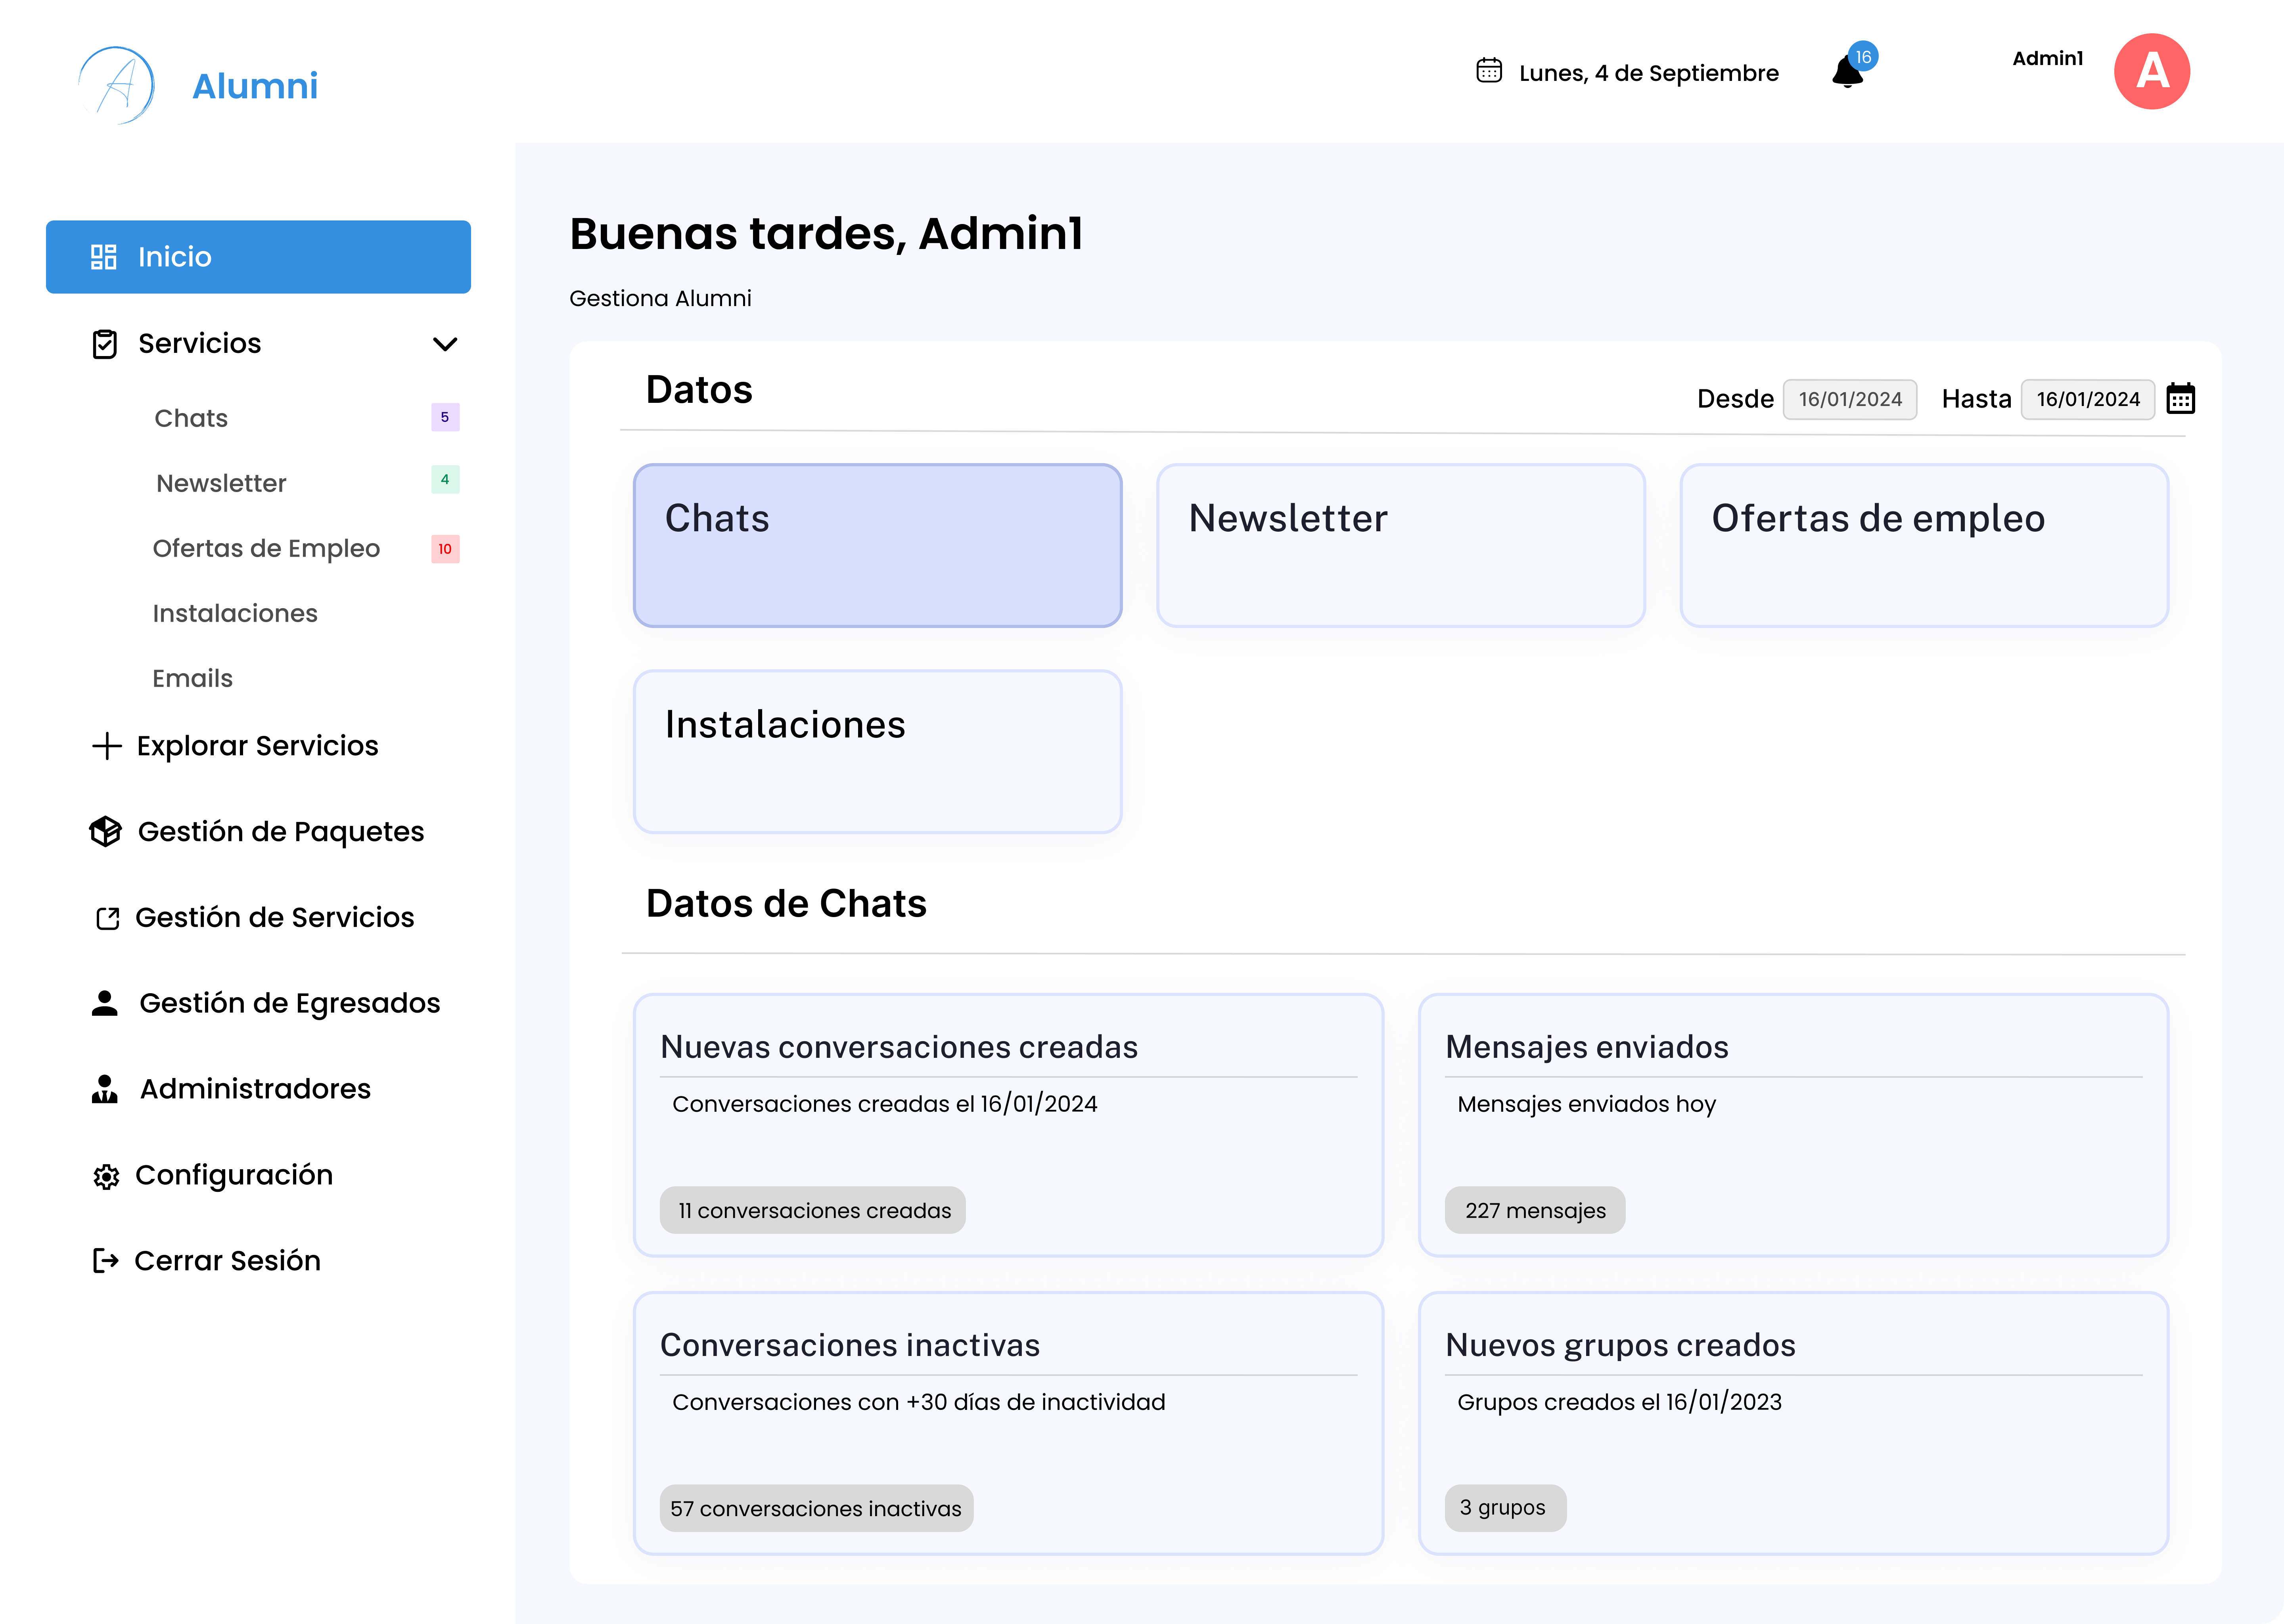 A
Alumni
Lunes, 4 de Septiembre
16
Admin1
A
Inicio
Servicios
Chats
5
Newsletter
4
Ofertas de Empleo
10
Instalaciones
Emails
Explorar Servicios
Gestión de Paquetes
Gestión de Servicios
Gestión de Egresados
Administradores
Configuración
Cerrar Sesión
Buenas tardes, Admin1
Gestiona Alumni
Datos
Desde 16/01/2024 Hasta 16/01/2024
Chats
Newsletter
Ofertas de empleo
Instalaciones
Datos de Chats
Nuevas conversaciones creadas
Conversaciones creadas el 16/01/2024
11 conversaciones creadas
Mensajes enviados
Mensajes enviados hoy
227 mensajes
Conversaciones inactivas
Conversaciones con +30 días de inactividad
57 conversaciones inactivas
Nuevos grupos creados
Grupos creados el 16/01/2023
3 grupos